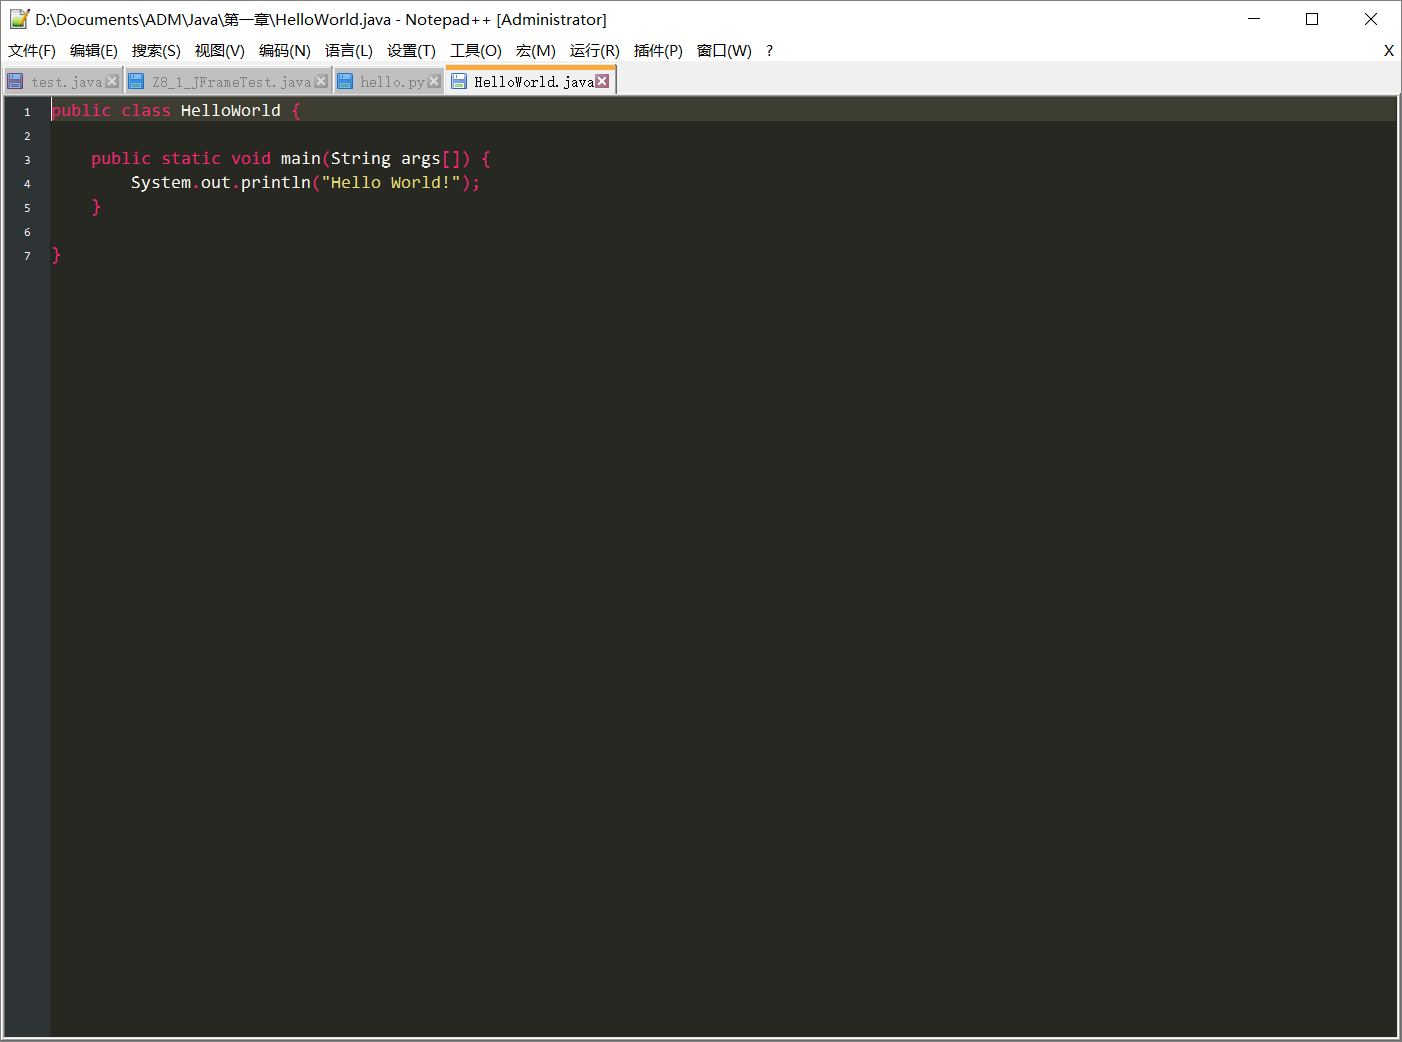 D:\Documents\ADM\Java\第一章\HelloWorld.java - Notepad++ [Administrator]
文件(F) 编辑(E) 搜索(S) 视图(V) 编码(N) 语言(L) 设置(T) 工具(O) 宏(M) 运行(R) 插件(P) 窗口(W) ? X
test.java Z8_1_JFrameTest.java hello.py HelloWorld.java
1 public class HelloWorld {
2
3     public static void main(String args[]) {
4         System.out.println("Hello World!");
5     }
6
7 }